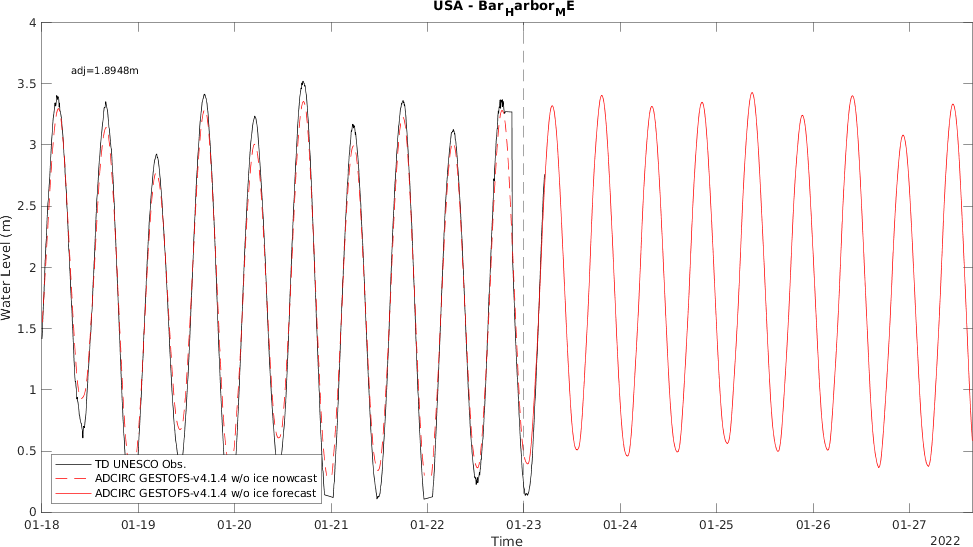 USA - Bar_Harbor_ME
4
adj=1.8948m
3.5
3
2.5
2
1.5
1
0.5
0
Water Level (m)
TD UNESCO Obs.
ADCIRC GESTOFS-v4.1.4 w/o ice nowcast
ADCIRC GESTOFS-v4.1.4 w/o ice forecast
01-18 01-19 01-20 01-21 01-22 01-23 01-24 01-25 01-26 01-27
Time
2022